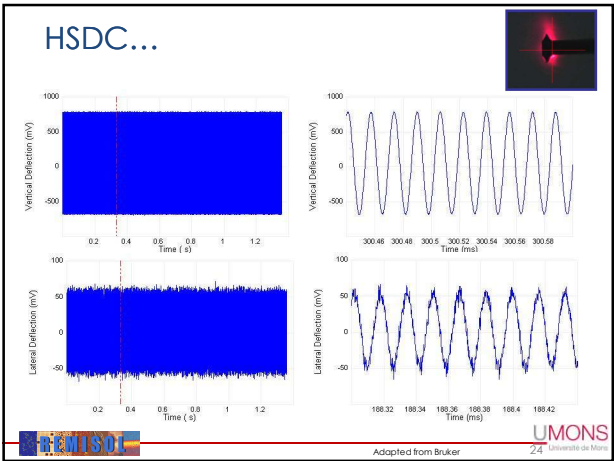 HSDC...
1000
500
0
-500
Vertical Deflection (mV)
0.2 0.4 0.6 0.8 1 1.2
Time ( s)
1000
500
0
-500
Vertical Deflection (mV)
300.46 300.48 300.5 300.52 300.54 300.56 300.58
Time (ms)
100
50
0
-50
Lateral Deflection (mV)
0.2 0.4 0.6 0.8 1 1.2
Time ( s)
100
50
0
-50
Lateral Deflection (mV)
188.32 188.34 188.36 188.38 188.4 188.42
Time (ms)
REMISOL
Adapted from Bruker
24
UMONS
Université de Mons